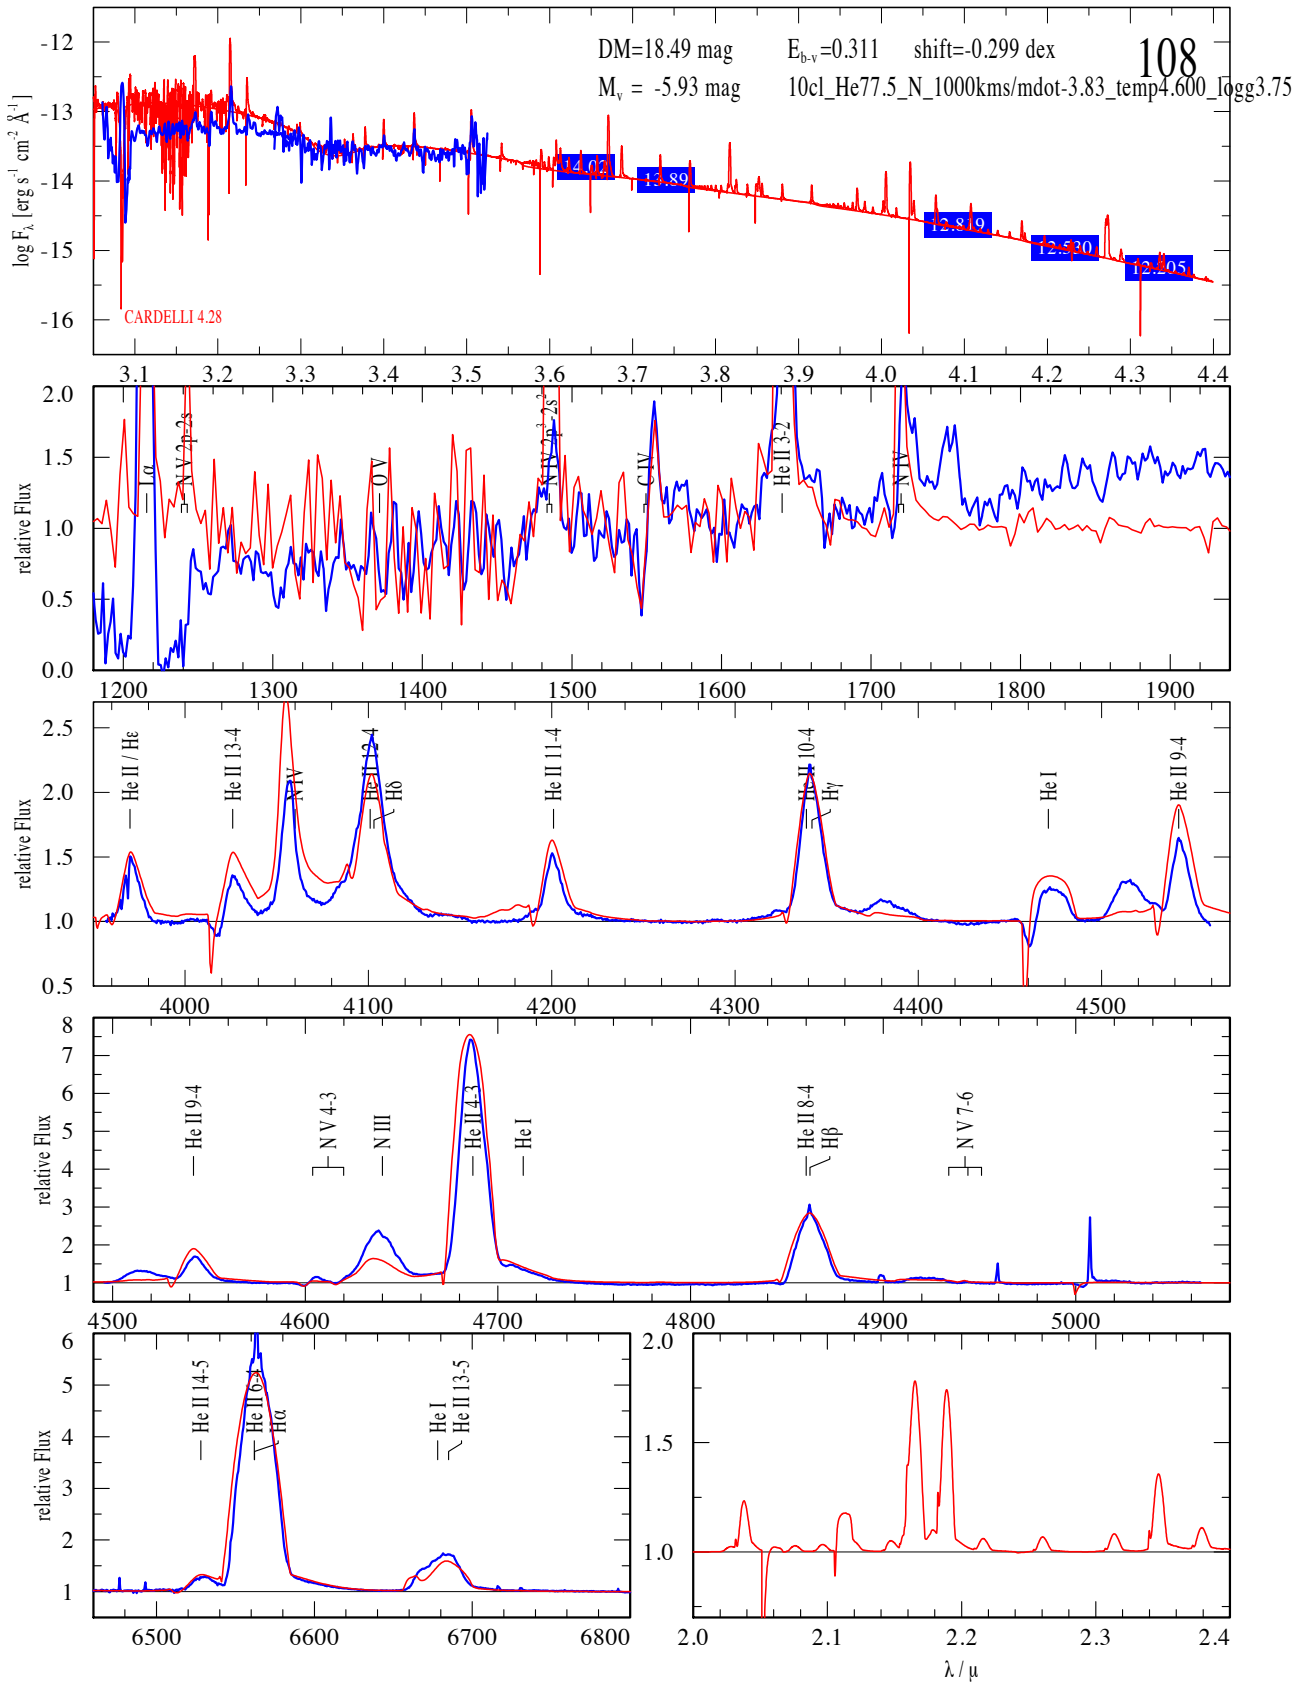 DM=18.49 mag E_b-v=0.311 shift=-0.299 dex 108
M_v = -5.93 mag 10cl_He77.5_N_1000kms/mdot-3.83_temp4.600_logg3.75
log F_λ [erg s⁻¹ cm⁻² Å⁻¹]
-12
-13
-14
-15
-16
13.89
12.819
12.530
12.205
CARDELLI 4.28
3.1 3.2 3.3 3.4 3.5 3.6 3.7 3.8 3.9 4.0 4.1 4.2 4.3 4.4
relative Flux
2.0
1.5
1.0
0.5
0.0
Lα
N V 2p-2s
O V
N IV 2p³-2s²
C IV
He II 3-2
N IV
1200 1300 1400 1500 1600 1700 1800 1900
relative Flux
2.5
2.0
1.5
1.0
0.5
He II / Hε
He II 13-4
N IV
He II 12-4
Hδ
He II 11-4
He II 10-4
Hγ
He I
He II 9-4
4000 4100 4200 4300 4400 4500
relative Flux
8
7
6
5
4
3
2
1
He II 9-4
N V 4-3
N III
He II 4-3
He I
He II 8-4
Hβ
N V 7-6
4500 4600 4700 4800 4900 5000
relative Flux
6
5
4
3
2
1
He II 14-5
He II 6-4
Hα
He I
He II 13-5
6500 6600 6700 6800
2.0
1.5
1.0
2.0 2.1 2.2 2.3 2.4
λ / μ